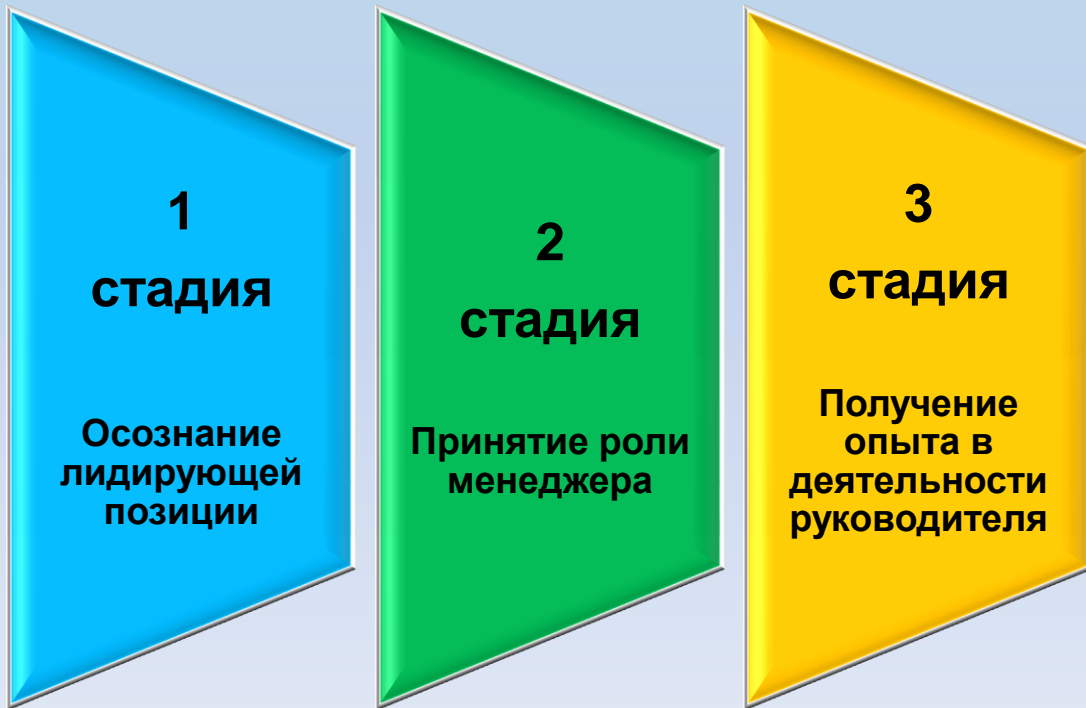 1
стадия
Осознание
лидирующей
позиции
2
стадия
Принятие роли
менеджера
3
стадия
Получение
опыта в
деятельности
руководителя